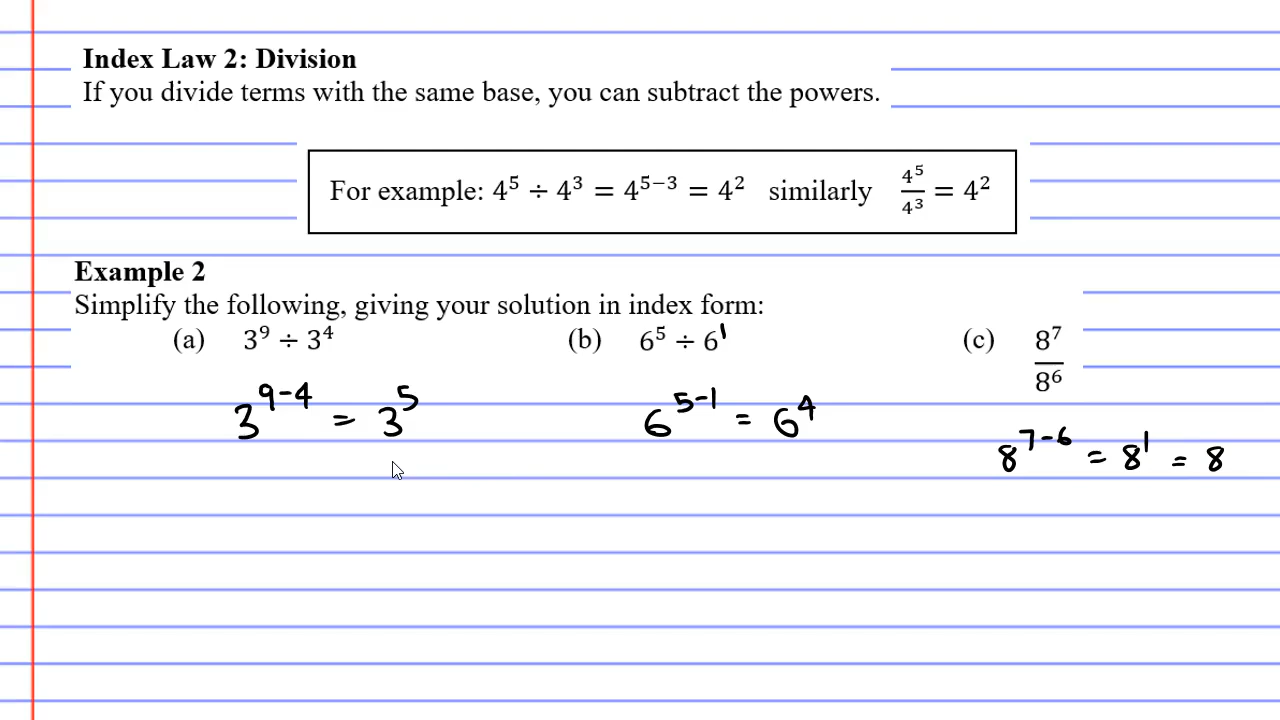 Index Law 2: Division
If you divide terms with the same base, you can subtract the powers.
For example: 4⁵ ÷ 4³ = 4⁵⁻³ = 4² similarly 4⁵/4³ = 4²
Example 2
Simplify the following, giving your solution in index form:
(a) 3⁹ ÷ 3⁴ (b) 6⁵ ÷ 6¹ (c) 8⁷/8⁶
3⁹⁻⁴ = 3⁵ 6⁵⁻¹ = 6⁴
8⁷⁻⁶ = 8¹ = 8